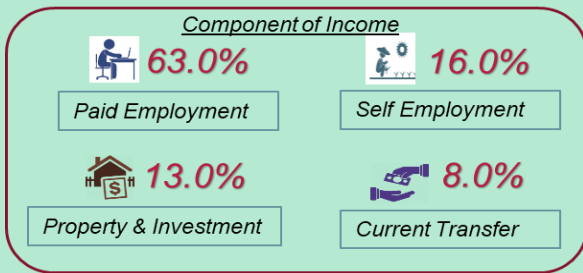 Component of Income
63.0%
Paid Employment
16.0%
Self Employment
$
13.0%
Property & Investment
8.0%
Current Transfer